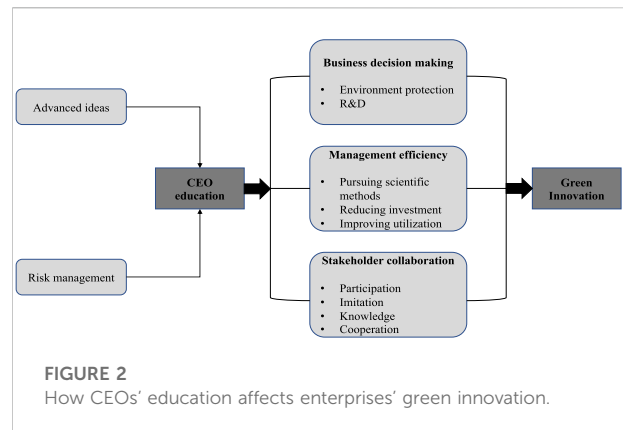 Advanced ideas
Risk management
CEO
education
Business decision making
• Environment protection
• R&D
Management efficiency
• Pursuing scientific
methods
• Reducing investment
• Improving utilization
Stakeholder collaboration
• Participation
• Imitation
• Knowledge
• Cooperation
Green
Innovation
FIGURE 2
How CEOs' education affects enterprises' green innovation.